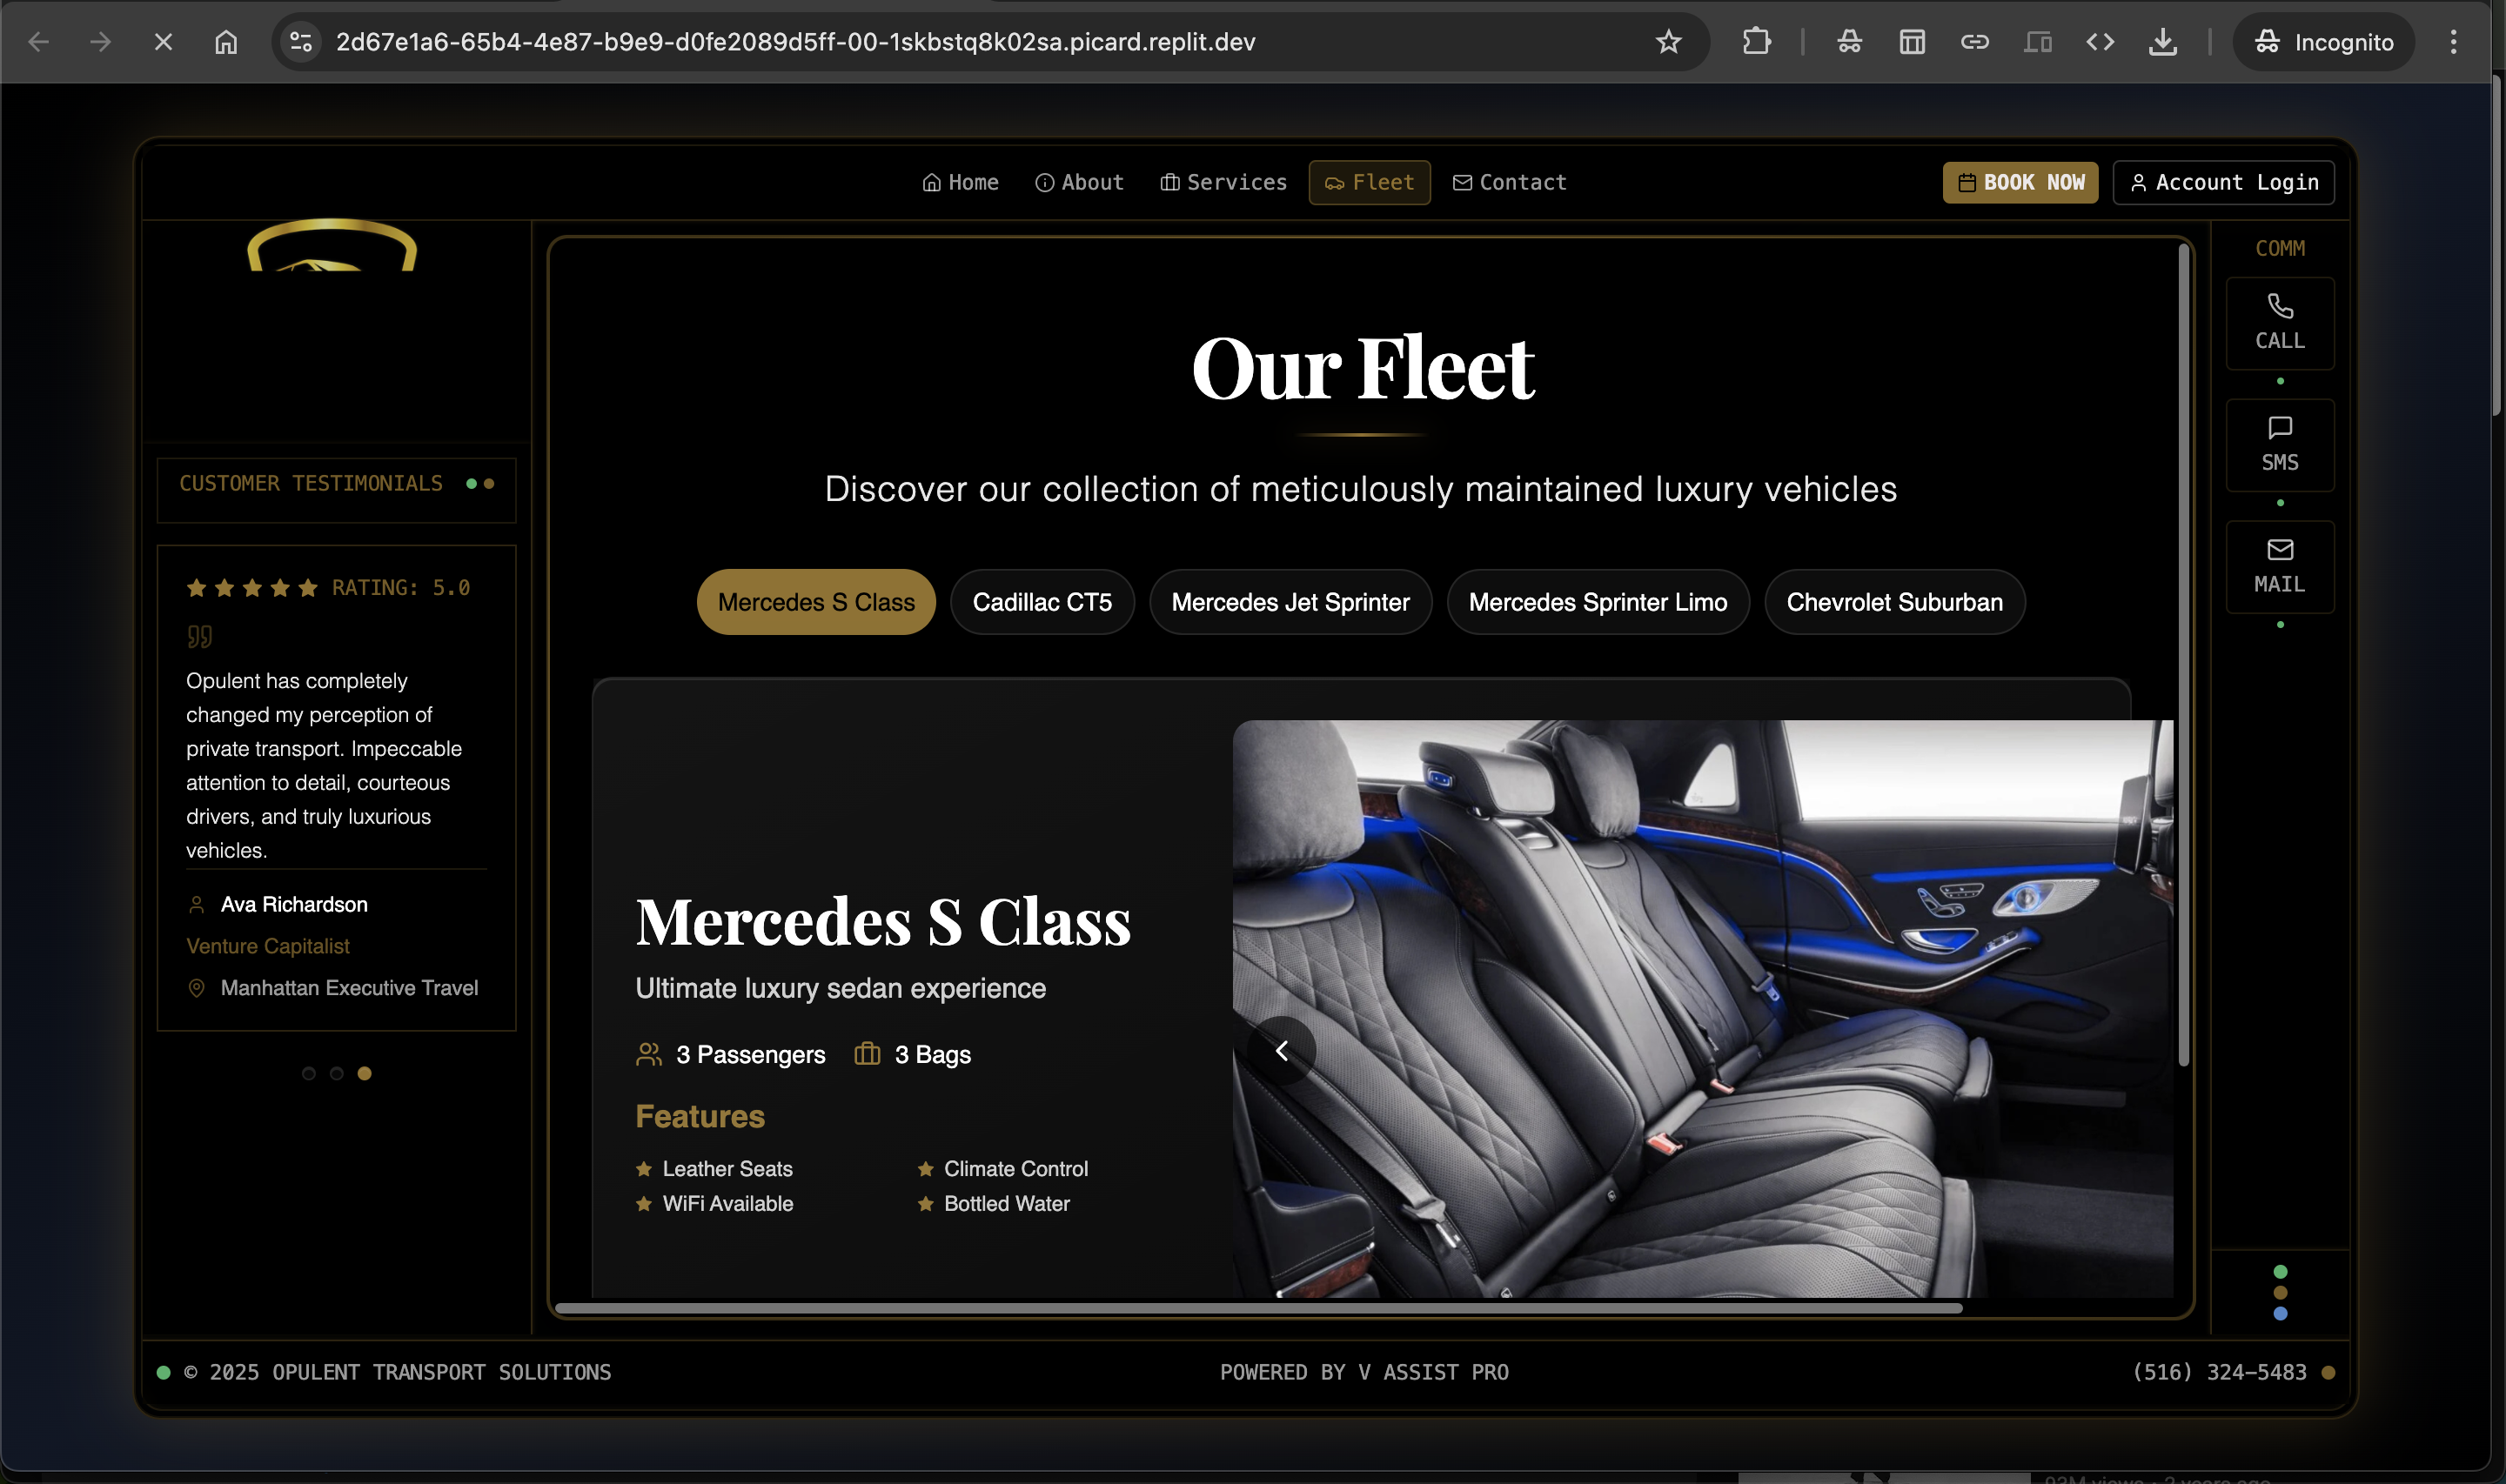 2d67e1a6-65b4-4e87-b9e9-d0fe2089d5ff-00-1skbstq8k02sa.picard.replit.dev
Incognito
Home
About
Services
Fleet
Contact
BOOK NOW
Account Login
CUSTOMER TESTIMONIALS
RATING: 5.0
Opulent has completely
changed my perception of
private transport. Impeccable
attention to detail, courteous
drivers, and truly luxurious
vehicles.
Ava Richardson
Venture Capitalist
Manhattan Executive Travel
Our Fleet
Discover our collection of meticulously maintained luxury vehicles
Mercedes S Class
Cadillac CT5
Mercedes Jet Sprinter
Mercedes Sprinter Limo
Chevrolet Suburban
Mercedes S Class
Ultimate luxury sedan experience
3 Passengers
3 Bags
Features
Leather Seats
Climate Control
WiFi Available
Bottled Water
COMM
CALL
SMS
MAIL
© 2025 OPULENT TRANSPORT SOLUTIONS
POWERED BY V ASSIST PRO
(516) 324-5483